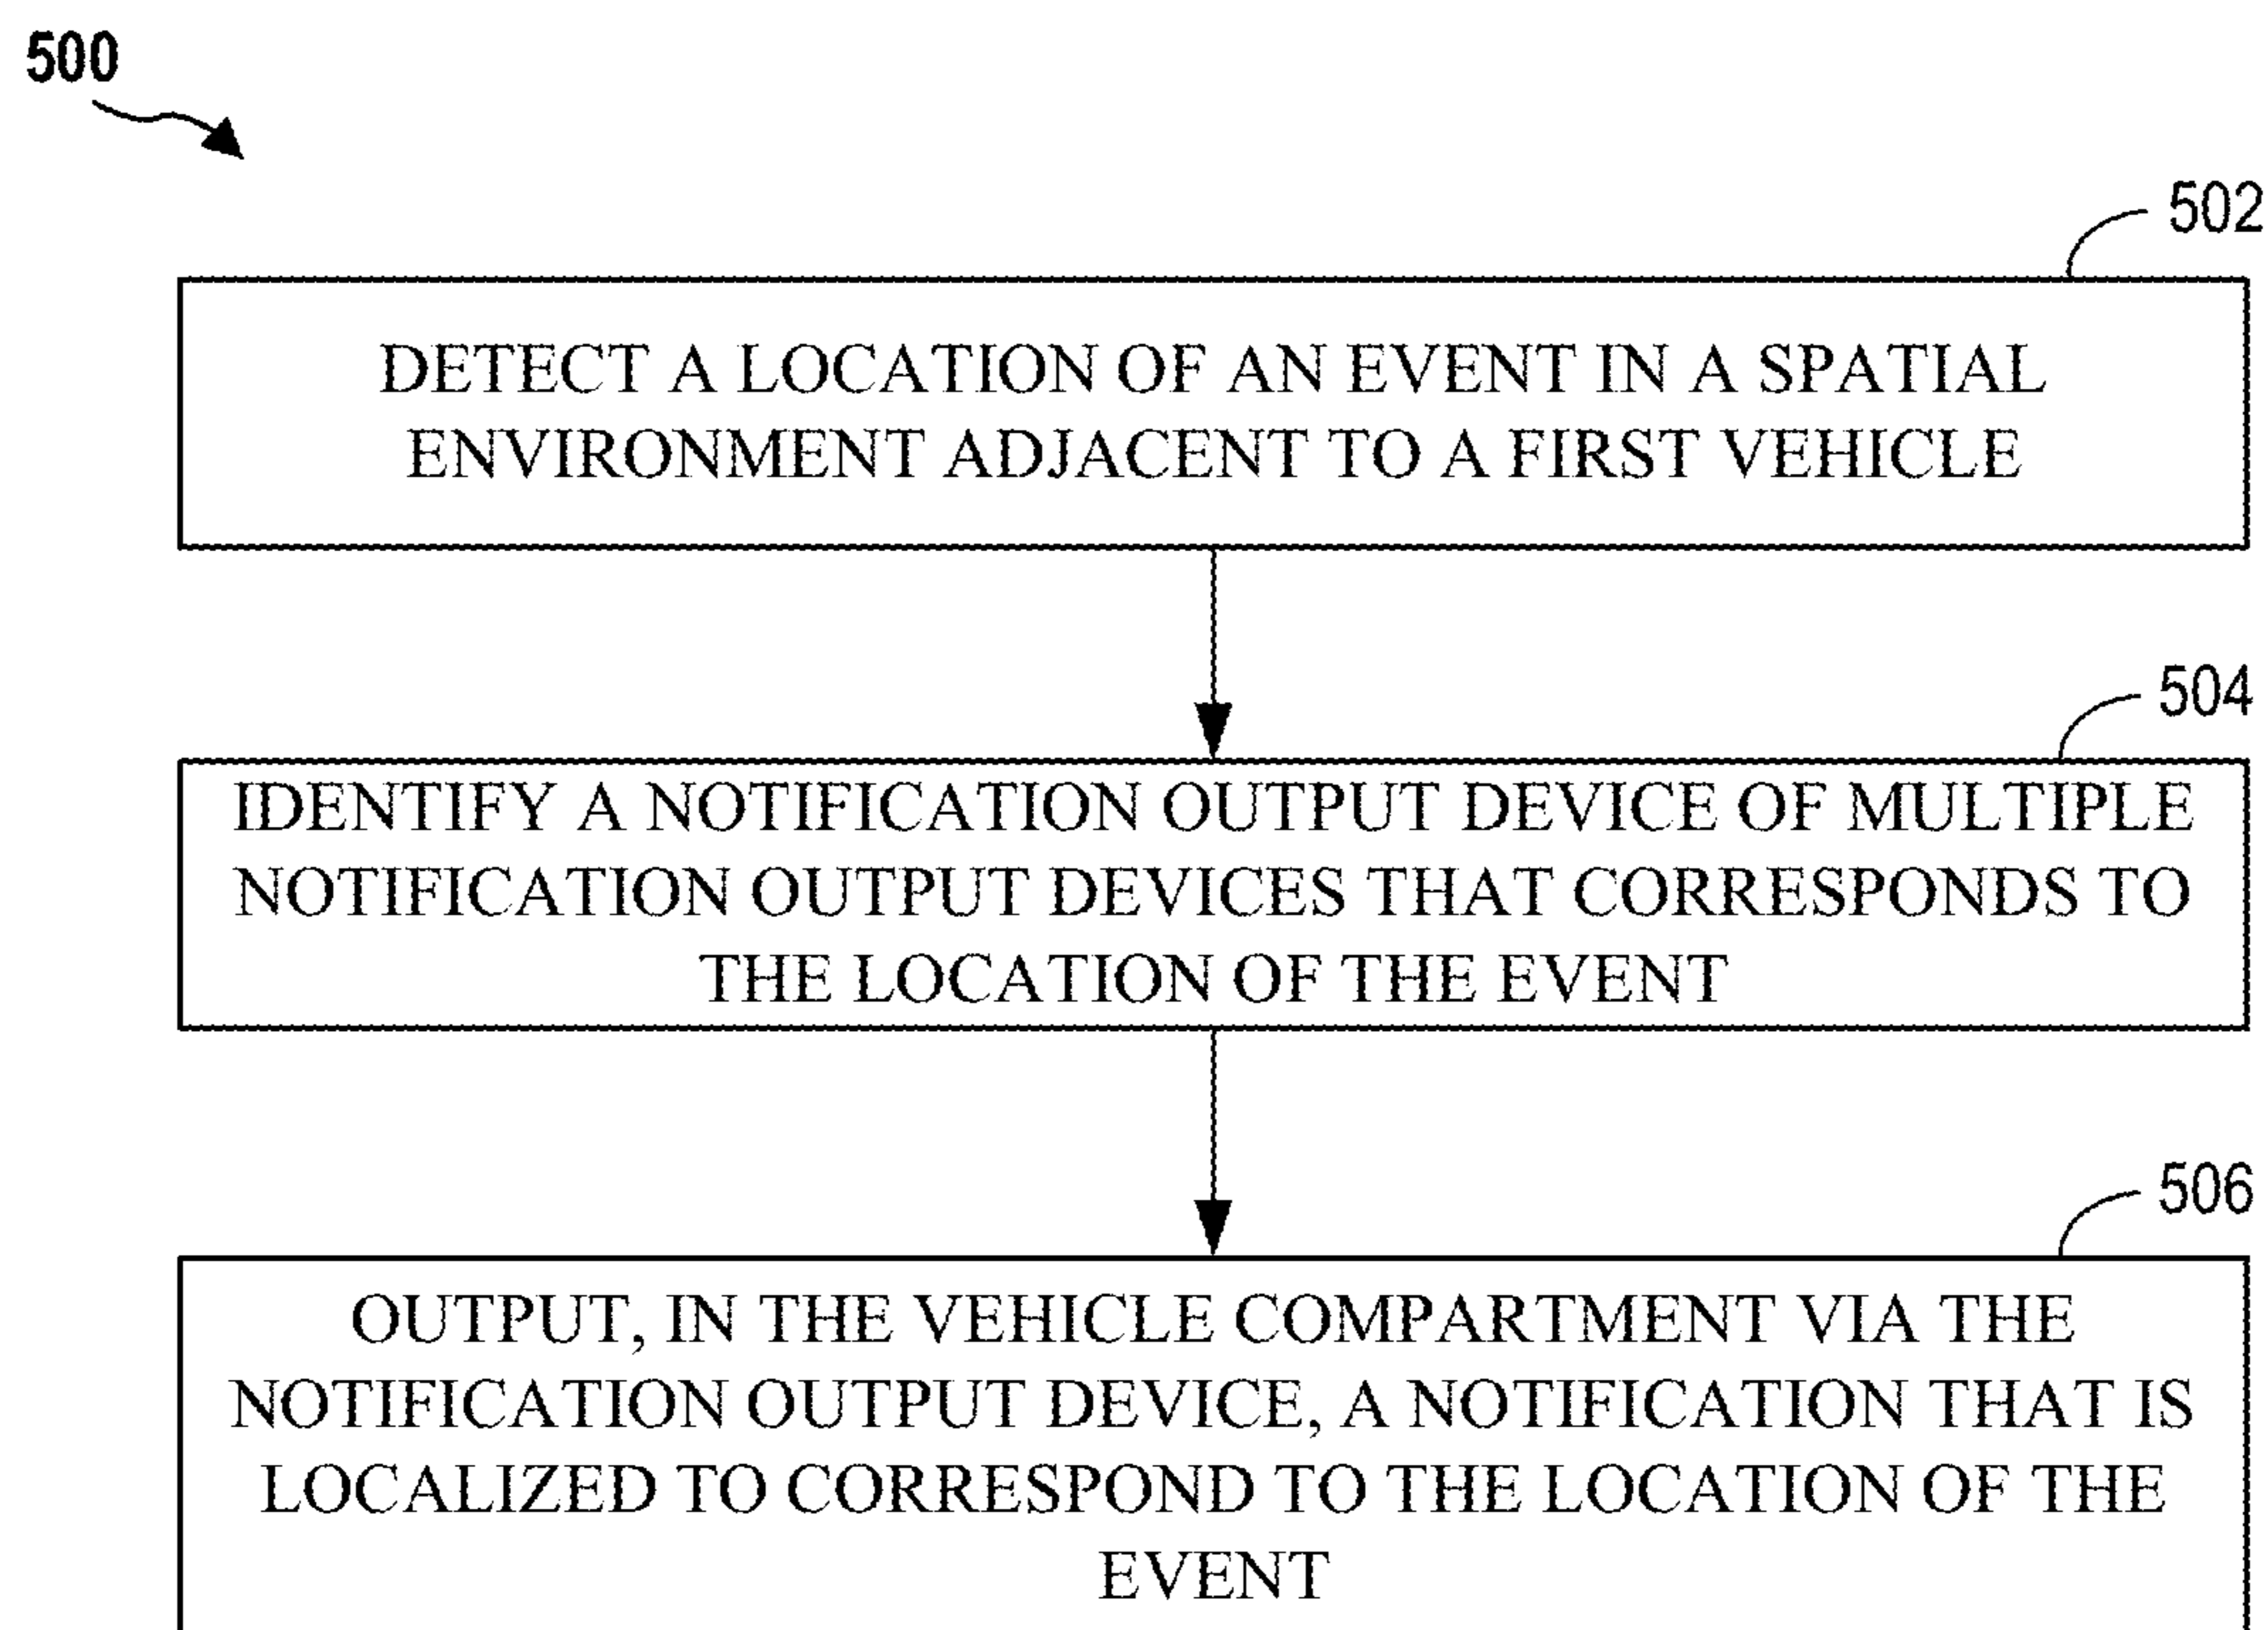 500
502
DETECT A LOCATION OF AN EVENT IN A SPATIAL
ENVIRONMENT ADJACENT TO A FIRST VEHICLE
504
IDENTIFY A NOTIFICATION OUTPUT DEVICE OF MULTIPLE
NOTIFICATION OUTPUT DEVICES THAT CORRESPONDS TO
THE LOCATION OF THE EVENT
506
OUTPUT, IN THE VEHICLE COMPARTMENT VIA THE
NOTIFICATION OUTPUT DEVICE, A NOTIFICATION THAT IS
LOCALIZED TO CORRESPOND TO THE LOCATION OF THE
EVENT